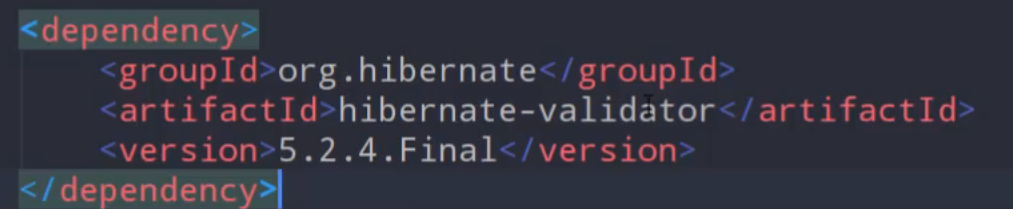 <dependency>
<groupId>org.hibernate</groupId>
<artifactId>hibernate-validator</artifactId>
<version>5.2.4.Final</version>
</dependency>